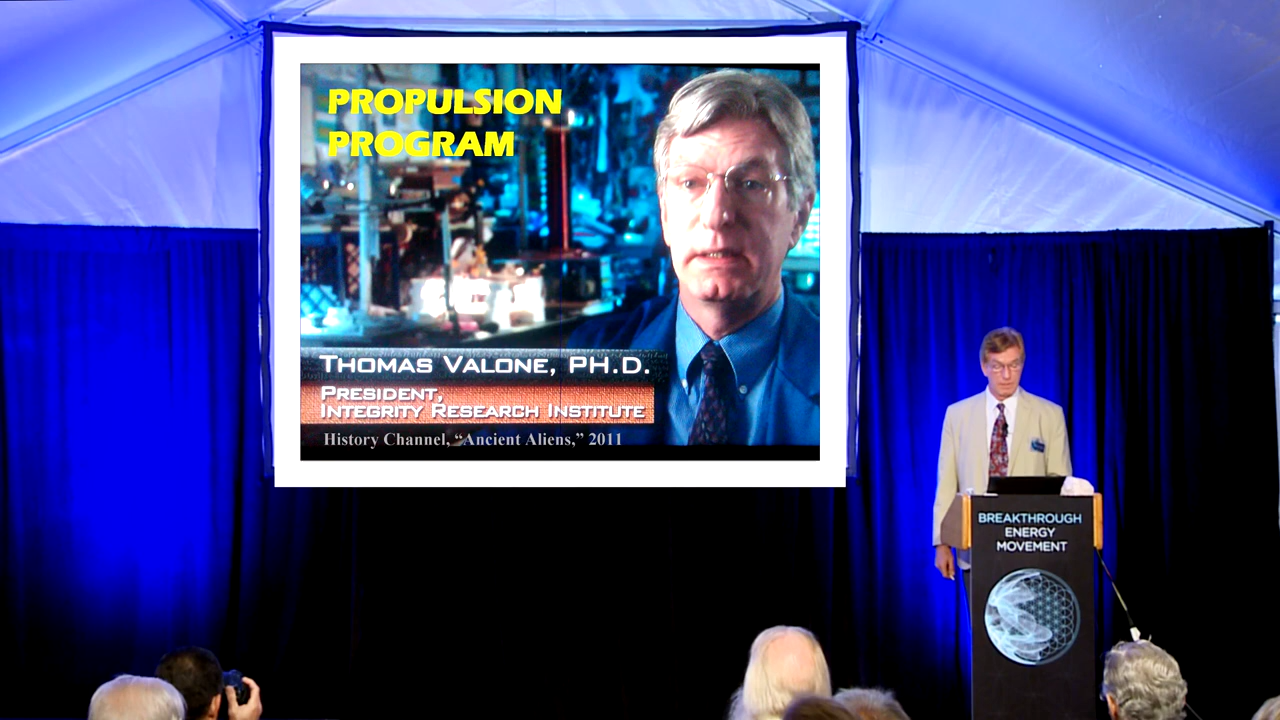 PROPULSION
PROGRAM
THOMAS VALONE, PH.D.
PRESIDENT,
INTEGRITY RESEARCH INSTITUTE
History Channel, “Ancient Aliens,” 2011
BREAKTHROUGH
ENERGY
MOVEMENT